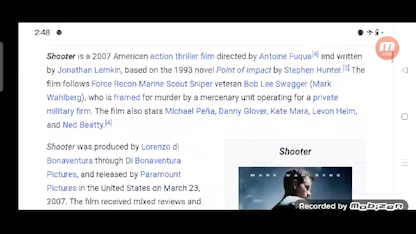 2:48
Shooter is a 2007 American action thriller film directed by Antoine Fuqua[4] and written
by Jonathan Lemkin, based on the 1993 novel Point of Impact by Stephen Hunter.[5] The
film follows Force Recon Marine Scout Sniper veteran Bob Lee Swagger (Mark
Wahlberg), who is framed for murder by a mercenary unit operating for a private
military firm. The film also stars Michael Peña, Danny Glover, Kate Mara, Levon Helm,
and Ned Beatty.[4]
Shooter was produced by Lorenzo di
Bonaventura through Di Bonaventura
Pictures, and released by Paramount
Pictures in the United States on March 23,
2007. The film received mixed reviews and
Shooter
MARK WAHLBERG
Recorded by Mobizen